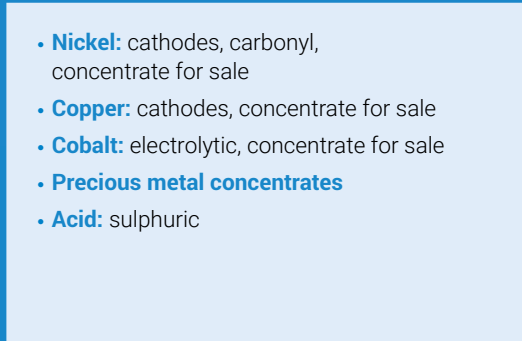 • Nickel: cathodes, carbonyl,
concentrate for sale
• Copper: cathodes, concentrate for sale
• Cobalt: electrolytic, concentrate for sale
• Precious metal concentrates
• Acid: sulphuric